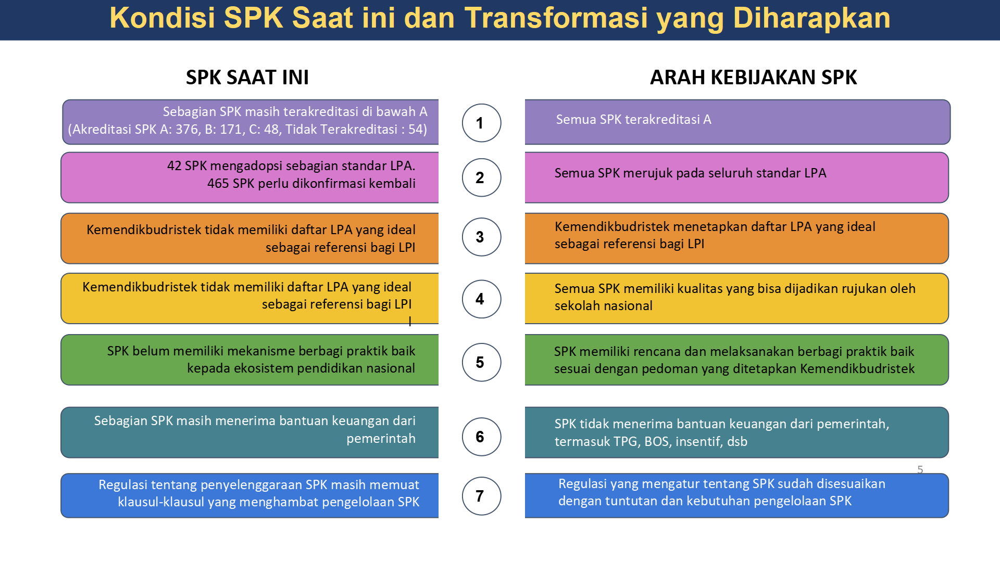 Kondisi SPK Saat ini dan Transformasi yang Diharapkan
SPK SAAT INI
ARAH KEBIJAKAN SPK
Sebagian SPK masih terakreditasi di bawah A
(Akreditasi SPK A: 376, B: 171, C: 48, Tidak Terakreditasi : 54)
1
Semua SPK terakreditasi A
42 SPK mengadopsi sebagian standar LPA.
465 SPK perlu dikonfirmasi kembali
2
Semua SPK merujuk pada seluruh standar LPA
Kemendikbudristek tidak memiliki daftar LPA yang ideal
sebagai referensi bagi LPI
3
Kemendikbudristek menetapkan daftar LPA yang ideal
sebagai referensi bagi LPI
Kemendikbudristek tidak memiliki daftar LPA yang ideal
sebagai referensi bagi LPI
I
4
Semua SPK memiliki kualitas yang bisa dijadikan rujukan oleh
sekolah nasional
SPK belum memiliki mekanisme berbagi praktik baik
kepada ekosistem pendidikan nasional
5
SPK memiliki rencana dan melaksanakan berbagi praktik baik
sesuai dengan pedoman yang ditetapkan Kemendikbudristek
Sebagian SPK masih menerima bantuan keuangan dari
pemerintah
6
SPK tidak menerima bantuan keuangan dari pemerintah,
termasuk TPG, BOS, insentif, dsb
5
Regulasi tentang penyelenggaraan SPK masih memuat
klausul-klausul yang menghambat pengelolaan SPK
7
Regulasi yang mengatur tentang SPK sudah disesuaikan
dengan tuntutan dan kebutuhan pengelolaan SPK